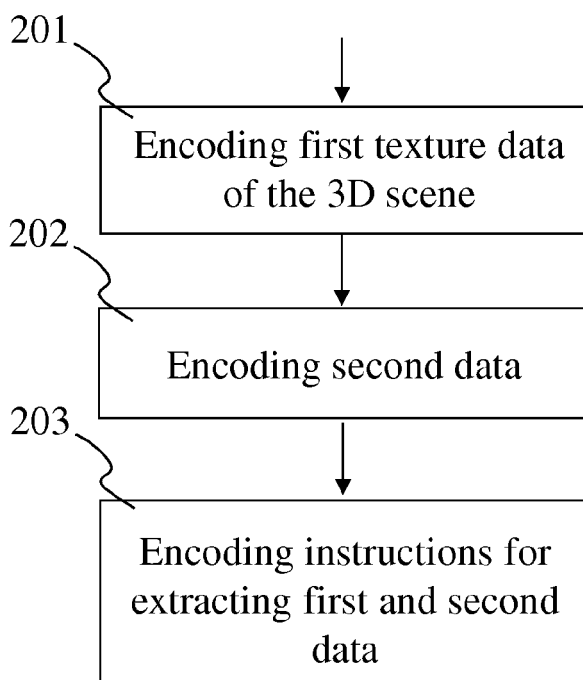 201
Encoding first texture data
of the 3D scene
202
Encoding second data
203
Encoding instructions for
extracting first and second
data